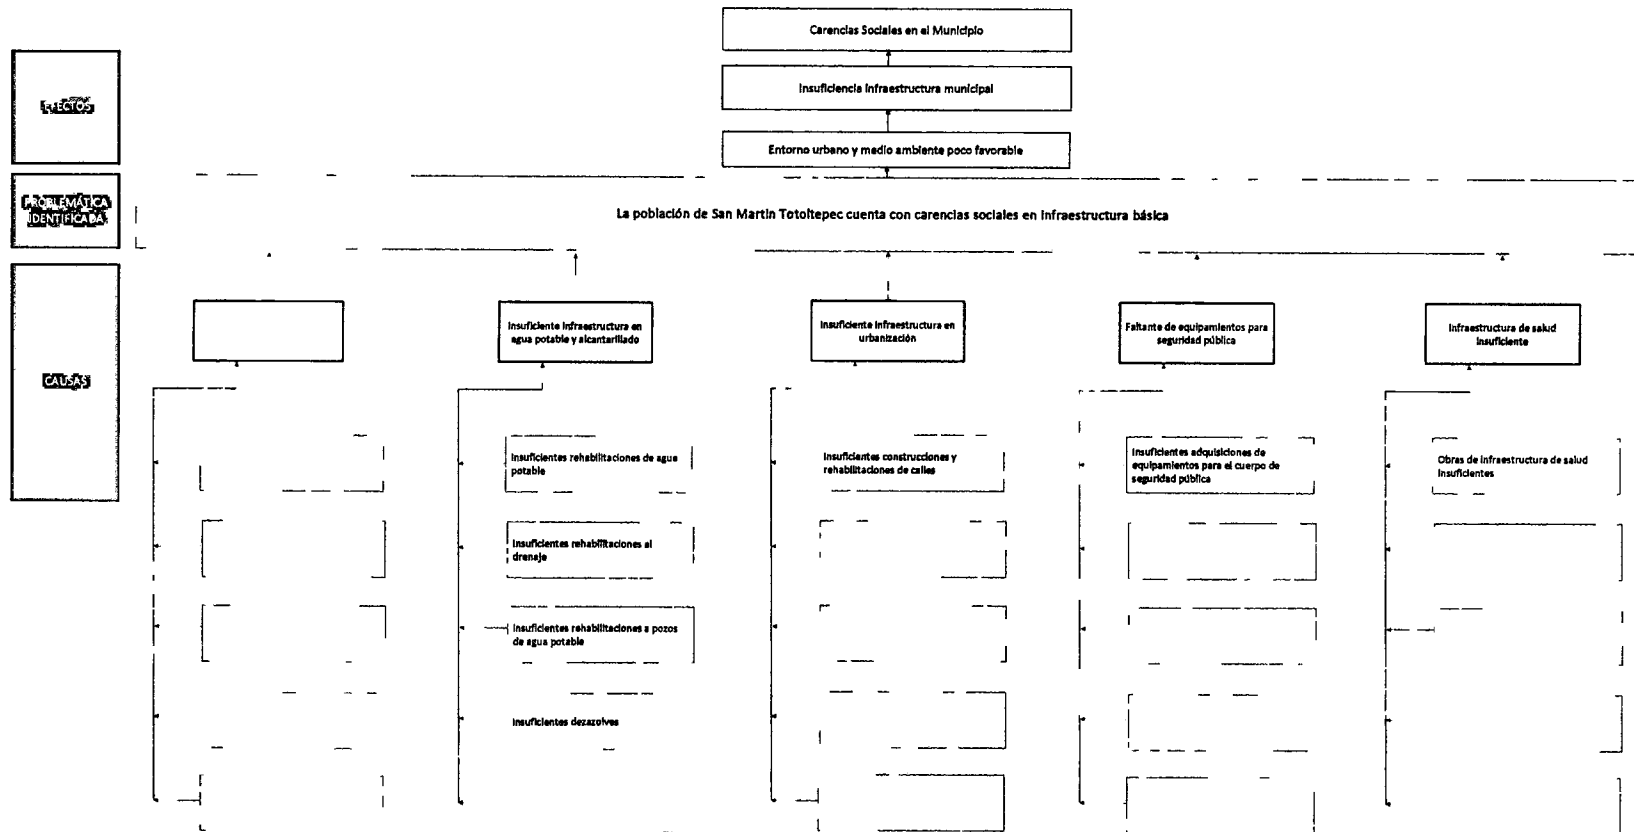 Carencias Sociales en el Municipio
EFECTOS
Insuficiencia infraestructura municipal
Entorno urbano y medio ambiente poco favorable
PROBLEMÁTICA
IDENTIFICADA
La población de San Martin Totoltepec cuenta con carencias sociales en infraestructura básica
CAUSAS
Insuficiente infraestructura en
agua potable y alcantarillado
Insuficiente infraestructura en
urbanización
Faltante de equipamientos para
seguridad pública
Infraestructura de salud
insuficiente
Insuficientes rehabilitaciones de agua
potable
Insuficientes construcciones y
rehabilitaciones de calles
Insuficientes adquisiciones de
equipamientos para el cuerpo de
seguridad pública
Obras de infraestructura de salud
insuficientes
Insuficientes rehabilitaciones al
drenaje
Insuficientes rehabilitaciones a pozos
de agua potable
Insuficientes dezazolves